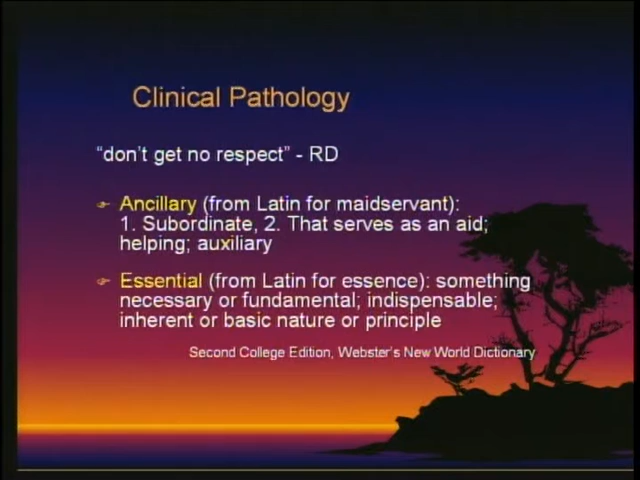 Clinical Pathology
“don’t get no respect” - RD
Ancillary (from Latin for maidservant):
1. Subordinate, 2. That serves as an aid;
helping; auxiliary
Essential (from Latin for essence): something
necessary or fundamental; indispensable;
inherent or basic nature or principle
Second College Edition, Webster’s New World Dictionary